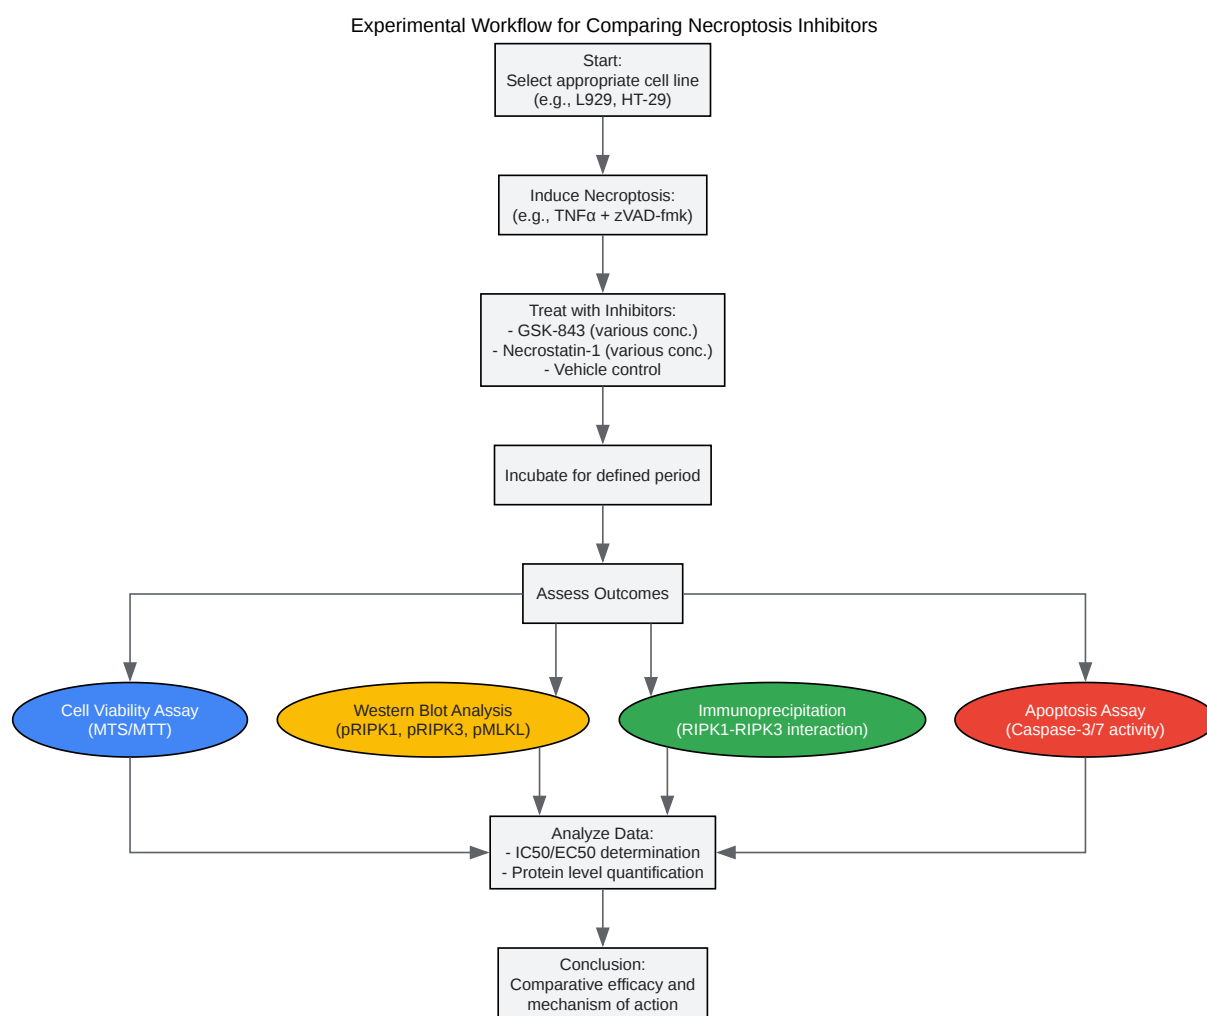 Experimental Workflow for Comparing Necroptosis Inhibitors
Start:
Select appropriate cell line
(e.g., L929, HT-29)
Induce Necroptosis:
(e.g., TNFα + zVAD-fmk)
Treat with Inhibitors:
- GSK-843 (various conc.)
- Necrostatin-1 (various conc.)
- Vehicle control
Incubate for defined period
Assess Outcomes
Cell Viability Assay
(MTS/MTT)
Western Blot Analysis
(pRIPK1, pRIPK3, pMLKL)
Immunoprecipitation
(RIPK1-RIPK3 interaction)
Apoptosis Assay
(Caspase-3/7 activity)
Analyze Data:
- IC50/EC50 determination
- Protein level quantification
Conclusion:
Comparative efficacy and
mechanism of action